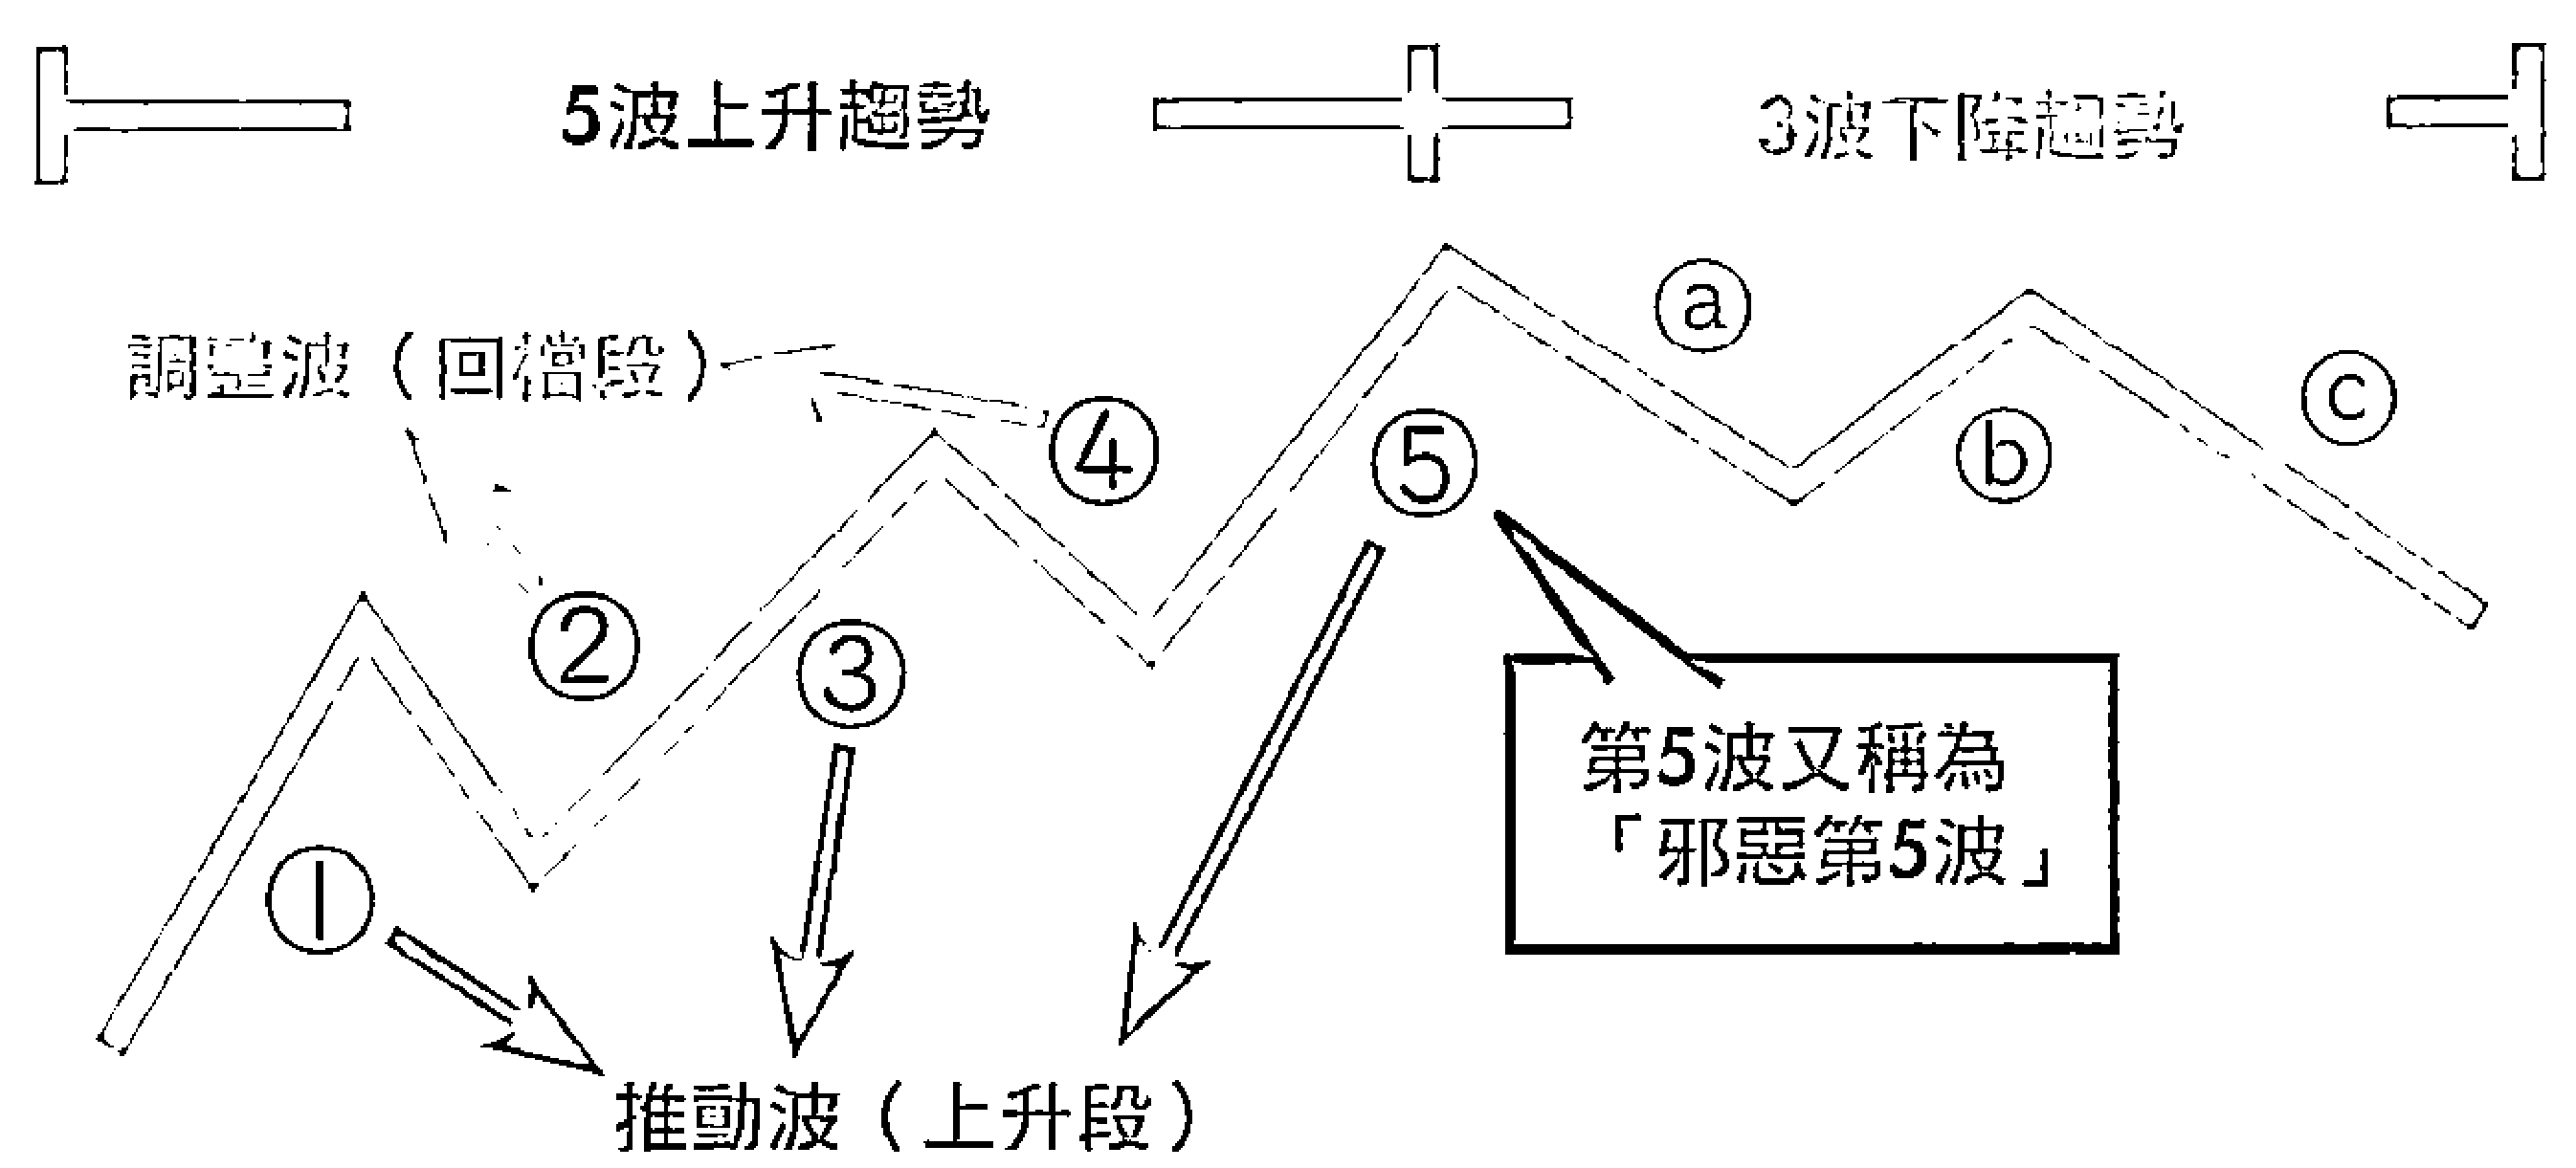 5波上升趨勢
3波下降趨勢
調整波（回檔段）
④
ⓐ
ⓒ
⑤
ⓑ
②
③
第5波又稱為
「邪惡第5波」
①
推動波（上升段）